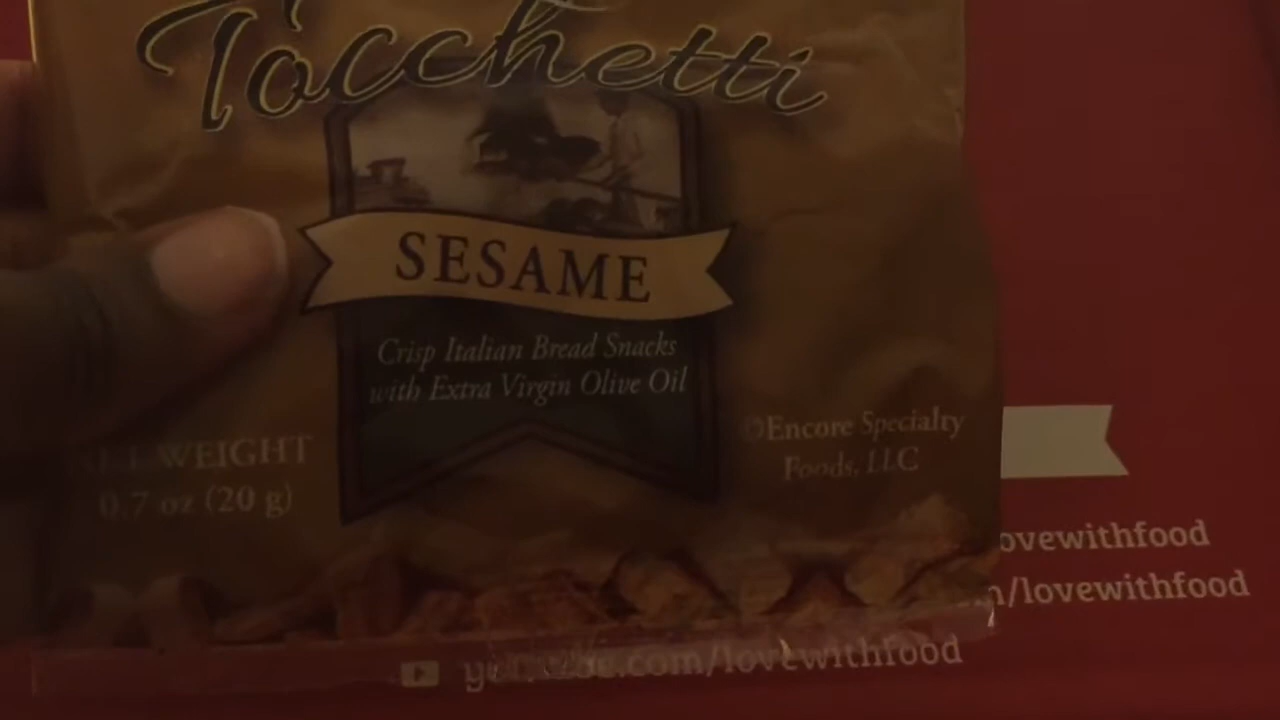 Tocchetti
SESAME
Crisp Italian Bread Snacks
with Extra Virgin Olive Oil
WEIGHT
0.7 oz (20 g)
©Encore Specialty
Foods, LLC
ovewithfood
/lovewithfood
youtube.com/lovewithfood